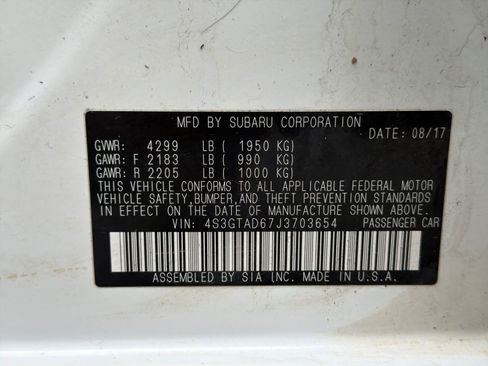 MFD BY SUBARU CORPORATION
DATE: 08/17
GVWR: 4299 LB ( 1950 KG)
GAWR: F 2183 LB ( 990 KG)
GAWR: R 2205 LB ( 1000 KG)
THIS VEHICLE CONFORMS TO ALL APPLICABLE FEDERAL MOTOR
VEHICLE SAFETY, BUMPER, AND THEFT PREVENTION STANDARDS
IN EFFECT ON THE DATE OF MANUFACTURE SHOWN ABOVE.
VIN: 4S3GTAD67J3703654 PASSENGER CAR
ASSEMBLED BY SIA INC. MADE IN U.S.A.